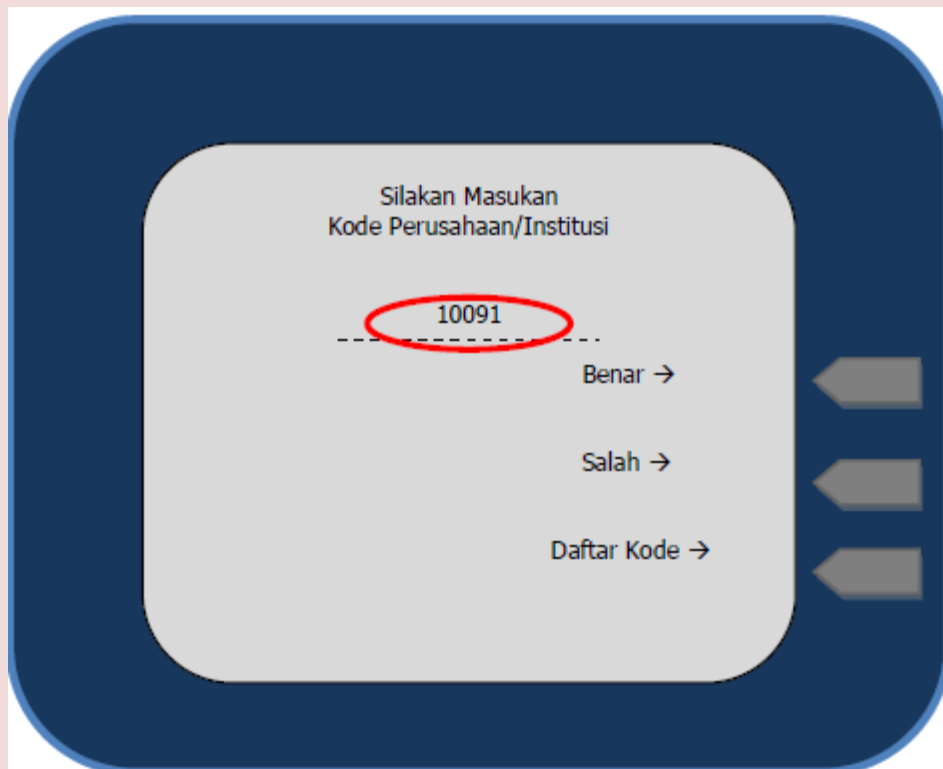 Silakan Masukan
Kode Perusahaan/Institusi
10091
Benar →
Salah →
Daftar Kode →